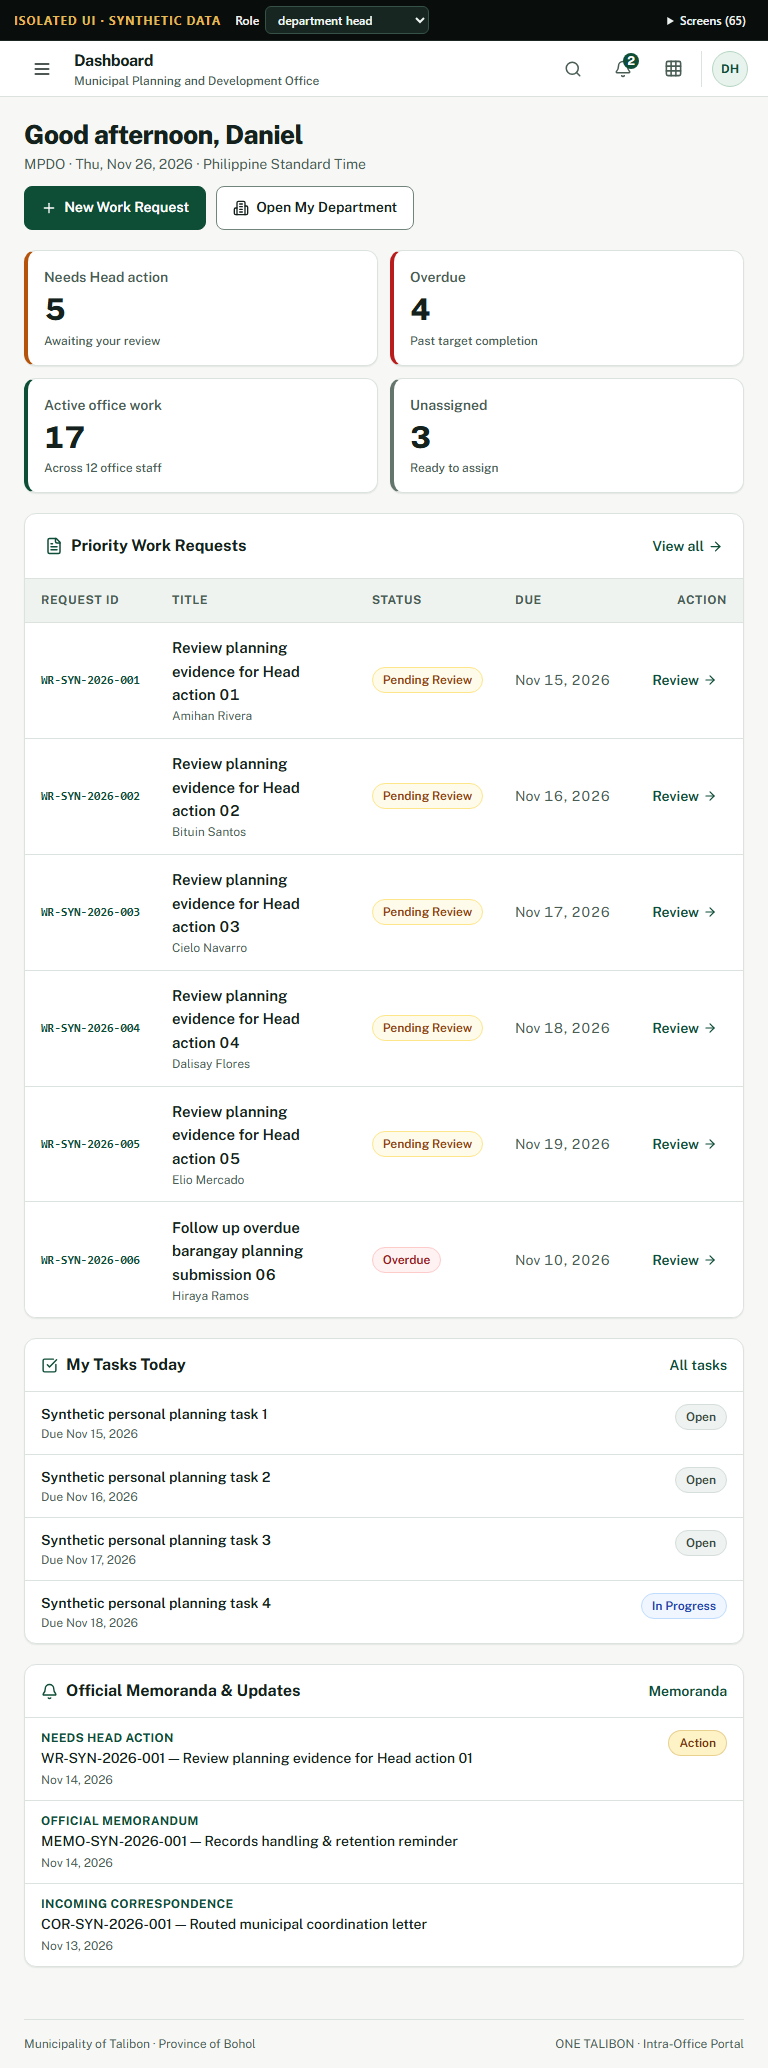 ISOLATED UI · SYNTHETIC DATA Role department head ▶ Screens (65)
Dashboard
Municipal Planning and Development Office
2
DH
Good afternoon, Daniel
MPDO · Thu, Nov 26, 2026 · Philippine Standard Time
+ New Work Request
Open My Department
Needs Head action
5
Awaiting your review
Overdue
4
Past target completion
Active office work
17
Across 12 office staff
Unassigned
3
Ready to assign
Priority Work Requests
View all →
REQUEST ID TITLE STATUS DUE ACTION
WR-SYN-2026-001
Review planning
evidence for Head
action 01
Amihan Rivera
Pending Review
Nov 15, 2026
Review →
WR-SYN-2026-002
Review planning
evidence for Head
action 02
Bituin Santos
Pending Review
Nov 16, 2026
Review →
WR-SYN-2026-003
Review planning
evidence for Head
action 03
Cielo Navarro
Pending Review
Nov 17, 2026
Review →
WR-SYN-2026-004
Review planning
evidence for Head
action 04
Dalisay Flores
Pending Review
Nov 18, 2026
Review →
WR-SYN-2026-005
Review planning
evidence for Head
action 05
Elio Mercado
Pending Review
Nov 19, 2026
Review →
WR-SYN-2026-006
Follow up overdue
barangay planning
submission 06
Hiraya Ramos
Overdue
Nov 10, 2026
Review →
My Tasks Today
All tasks
Synthetic personal planning task 1
Due Nov 15, 2026
Open
Synthetic personal planning task 2
Due Nov 16, 2026
Open
Synthetic personal planning task 3
Due Nov 17, 2026
Open
Synthetic personal planning task 4
Due Nov 18, 2026
In Progress
Official Memoranda & Updates
Memoranda
NEEDS HEAD ACTION
WR-SYN-2026-001 — Review planning evidence for Head action 01
Nov 14, 2026
Action
OFFICIAL MEMORANDUM
MEMO-SYN-2026-001 — Records handling & retention reminder
Nov 14, 2026
INCOMING CORRESPONDENCE
COR-SYN-2026-001 — Routed municipal coordination letter
Nov 13, 2026
Municipality of Talibon · Province of Bohol
ONE TALIBON · Intra-Office Portal